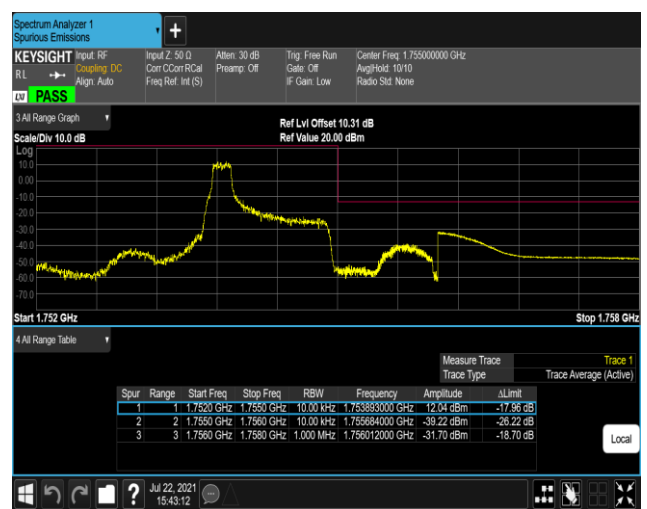 Spectrum Analyzer 1
Spurious Emissions
+
KEYSIGHT Input: RF Input Z: 50 Ω Atten: 30 dB Trig: Free Run Center Freq: 1.755000000 GHz
R L Coupling: DC Corr CCorr RCal Preamp: Off Gate: Off Avg|Hold: 10/10
Align: Auto Freq Ref: Int (S) IF Gain: Low Radio Std: None
LXI PASS
3 All Range Graph
Ref Lvl Offset 10.31 dB
Scale/Div 10.0 dB Ref Value 20.00 dBm
Log
10.0
0.00
-10.0
-20.0
-30.0
-40.0
-50.0
-60.0
-70.0
Start 1.752 GHz Stop 1.758 GHz
4 All Range Table
Measure Trace Trace 1
Trace Type Trace Average (Active)
Spur Range Start Freq Stop Freq RBW Frequency Amplitude ΔLimit
1 1 1.7520 GHz 1.7550 GHz 10.00 kHz 1.753893000 GHz 12.04 dBm -17.96 dB
2 2 1.7550 GHz 1.7560 GHz 10.00 kHz 1.755684000 GHz -39.22 dBm -26.22 dB
3 3 1.7560 GHz 1.7580 GHz 1.000 MHz 1.756012000 GHz -31.70 dBm -18.70 dB
Local
? Jul 22, 2021
15:43:12